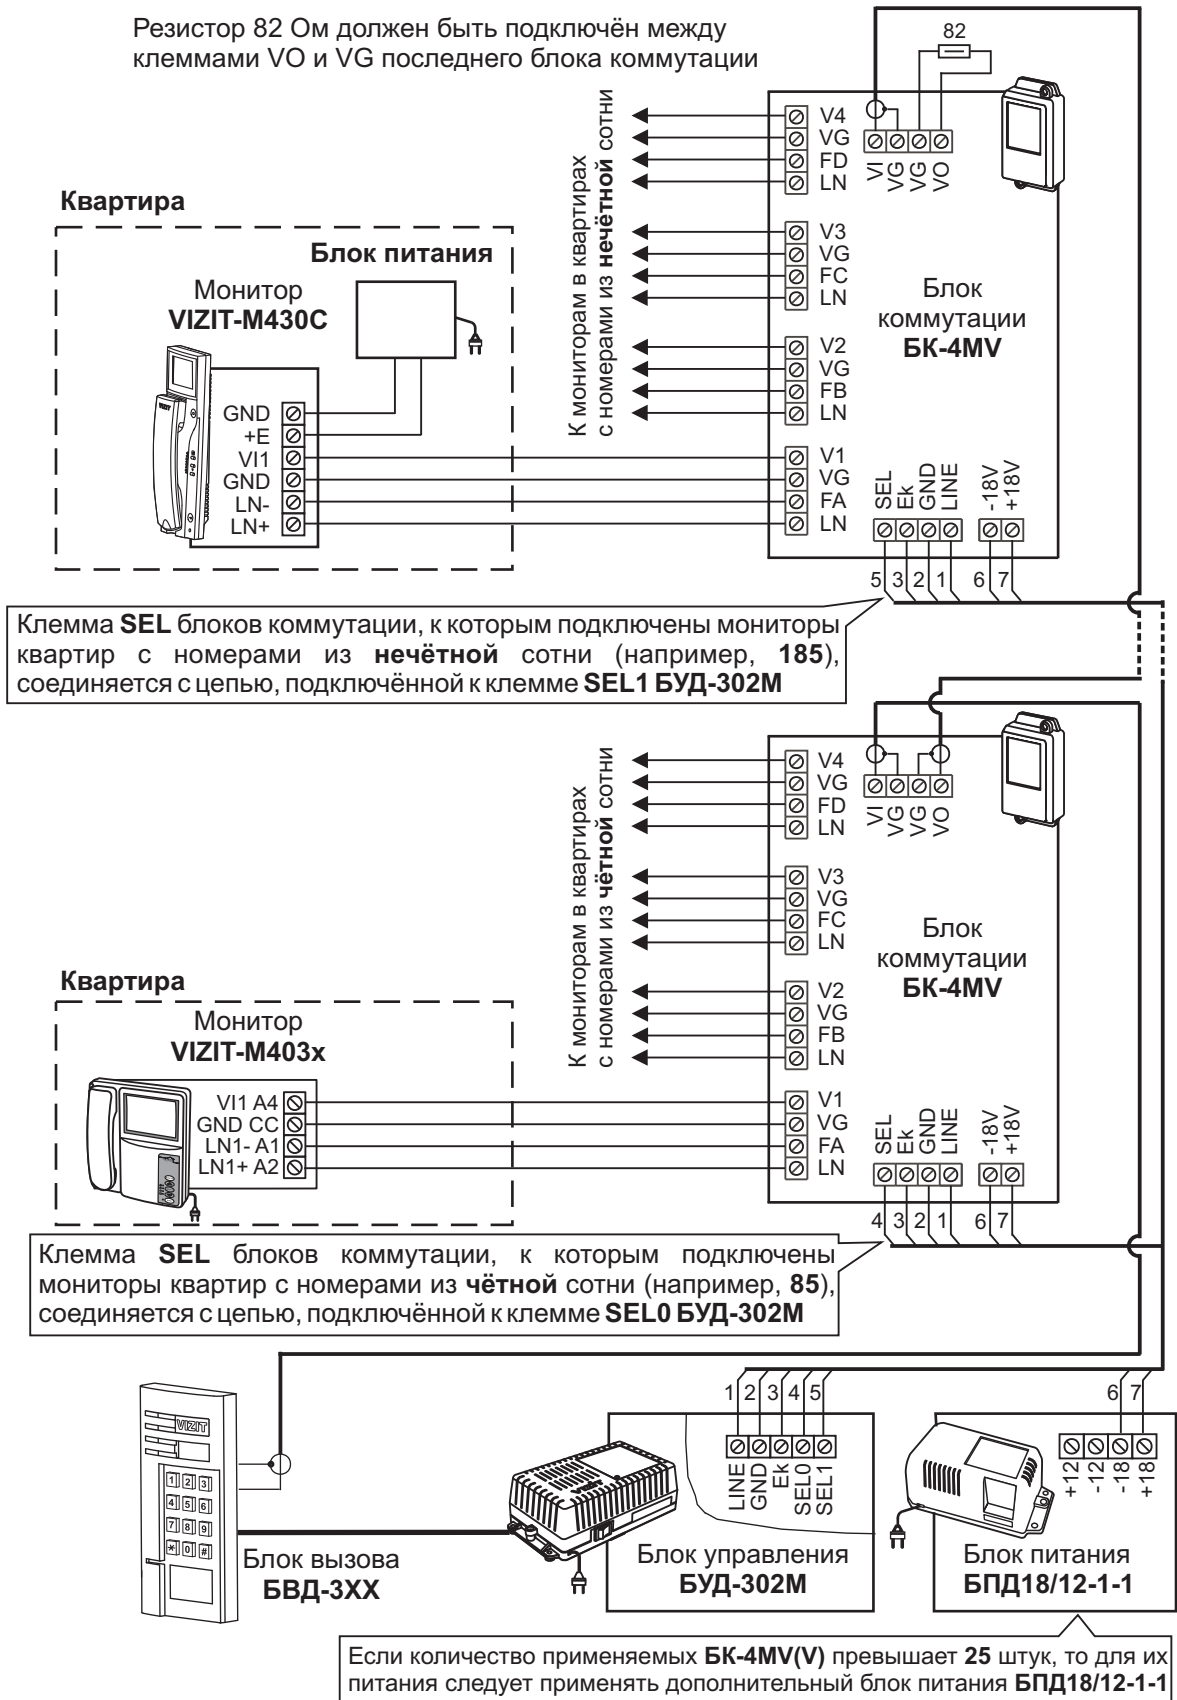 Резистор 82 Ом должен быть подключён между
клеммами VO и VG последнего блока коммутации
82
К мониторам в квартирах
с номерами из нечётной сотни
V4
VG
FD
LN
VI
VG
VG
VO
V3
VG
FC
LN
V2
VG
FB
LN
V1
VG
FA
LN
Блок
коммутации
БК-4MV
SEL
Ek
GND
LINE
-18V
+18V
5 3 2 1 6 7
Квартира
Блок питания
Монитор
VIZIT-M430C
VIZIT
GND
+E
VI1
GND
LN-
LN+
Клемма SEL блоков коммутации, к которым подключены мониторы
квартир с номерами из нечётной сотни (например, 185),
соединяется с цепью, подключённой к клемме SEL1 БУД-302М
К мониторам в квартирах
с номерами из чётной сотни
V4
VG
FD
LN
VI
VG
VG
VO
V3
VG
FC
LN
V2
VG
FB
LN
V1
VG
FA
LN
Блок
коммутации
БК-4MV
SEL
Ek
GND
LINE
-18V
+18V
4 3 2 1 6 7
Квартира
Монитор
VIZIT-M403x
VI1 A4
GND CC
LN1- A1
LN1+ A2
Клемма SEL блоков коммутации, к которым подключены
мониторы квартир с номерами из чётной сотни (например, 85),
соединяется с цепью, подключённой к клемме SEL0 БУД-302М
VIZIT
1 2 3
4 5 6
7 8 9
* 0 #
Блок вызова
БВД-3ХХ
1 2 3 4 5
LINE
GND
Ek
SEL0
SEL1
Блок управления
БУД-302М
6 7
+12
-12
-18
+18
Блок питания
БПД18/12-1-1
Если количество применяемых БК-4MV(V) превышает 25 штук, то для их
питания следует применять дополнительный блок питания БПД18/12-1-1